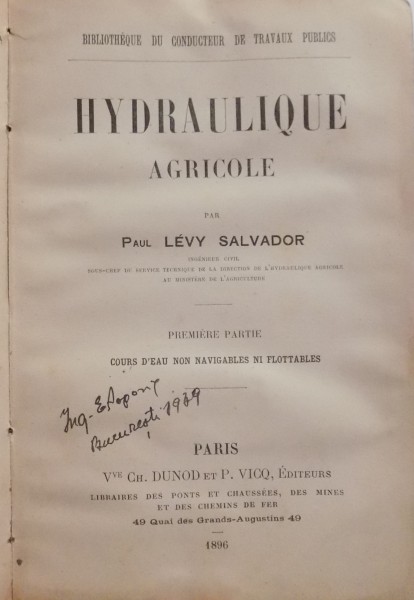 BIBLIOTHÈQUE DU CONDUCTEUR DE TRAVAUX PUBLICS
HYDRAULIQUE
AGRICOLE
PAR
PAUL LÉVY SALVADOR
INGÉNIEUR CIVIL
SOUS-CHEF DU SERVICE TECHNIQUE DE LA DIRECTION DE L'HYDRAULIQUE AGRICOLE
AU MINISTÈRE DE L'AGRICULTURE
PREMIÈRE PARTIE
COURS D'EAU NON NAVIGABLES NI FLOTTABLES
Ing. E.
București 1939
PARIS
Vve CH. DUNOD ET P. VICQ, ÉDITEURS
LIBRAIRES DES PONTS ET CHAUSSÉES, DES MINES
ET DES CHEMINS DE FER
49 Quai des Grands-Augustins 49
1896